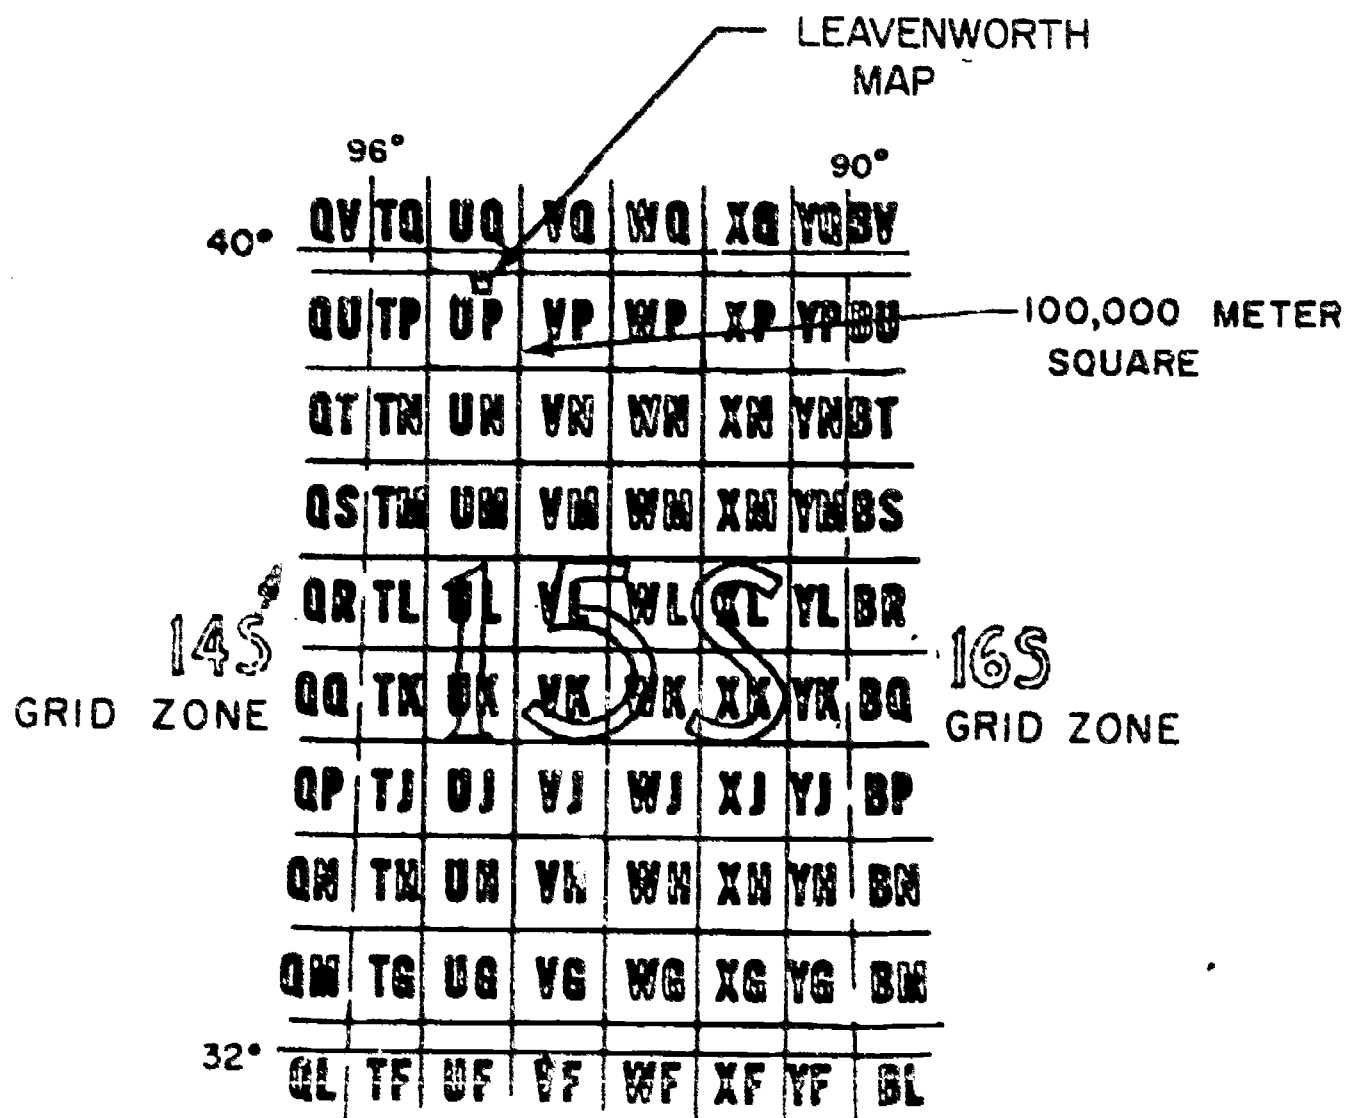 LEAVENWORTH
MAP
96° 90°
QV TQ UQ VQ WQ XQ YQ BV
40°
QU TP UP VP WP XP YP BU
100,000 METER
SQUARE
QT TN UN VN WN XN YN BT
QS TM UM VM WM XM YM BS
QR TL UL VL WL XL YL BR
15S
14S
GRID ZONE
16S
GRID ZONE
QQ TK UK VK WK XK YK BQ
QP TJ UJ VJ WJ XJ YJ BP
QN TH UH VH WH XH YH BN
QM TG UG VG WG XG YG BM
32°
QL TF UF VF WF XF YF BL